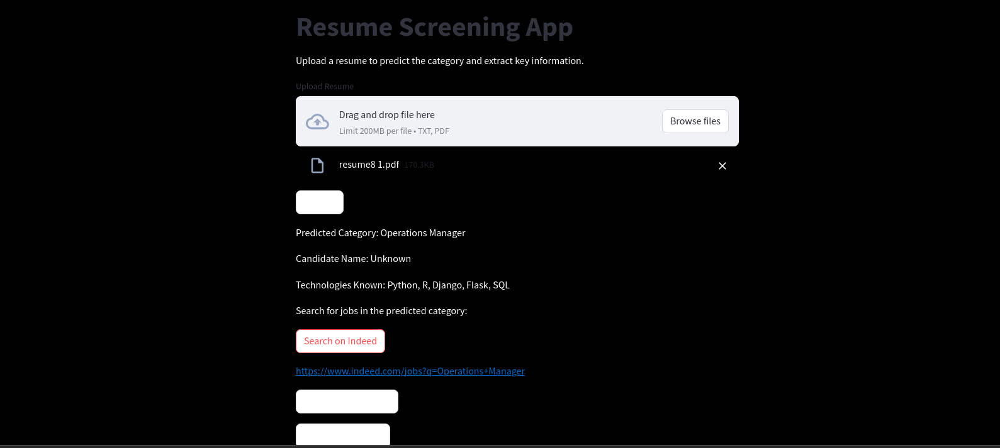 Resume Screening App
Upload a resume to predict the category and extract key information.
Upload Resume
Drag and drop file here
Limit 200MB per file • TXT, PDF
Browse files
resume8 1.pdf 170.3KB
Predicted Category: Operations Manager
Candidate Name: Unknown
Technologies Known: Python, R, Django, Flask, SQL
Search for jobs in the predicted category:
Search on Indeed
https://www.indeed.com/jobs?q=Operations+Manager